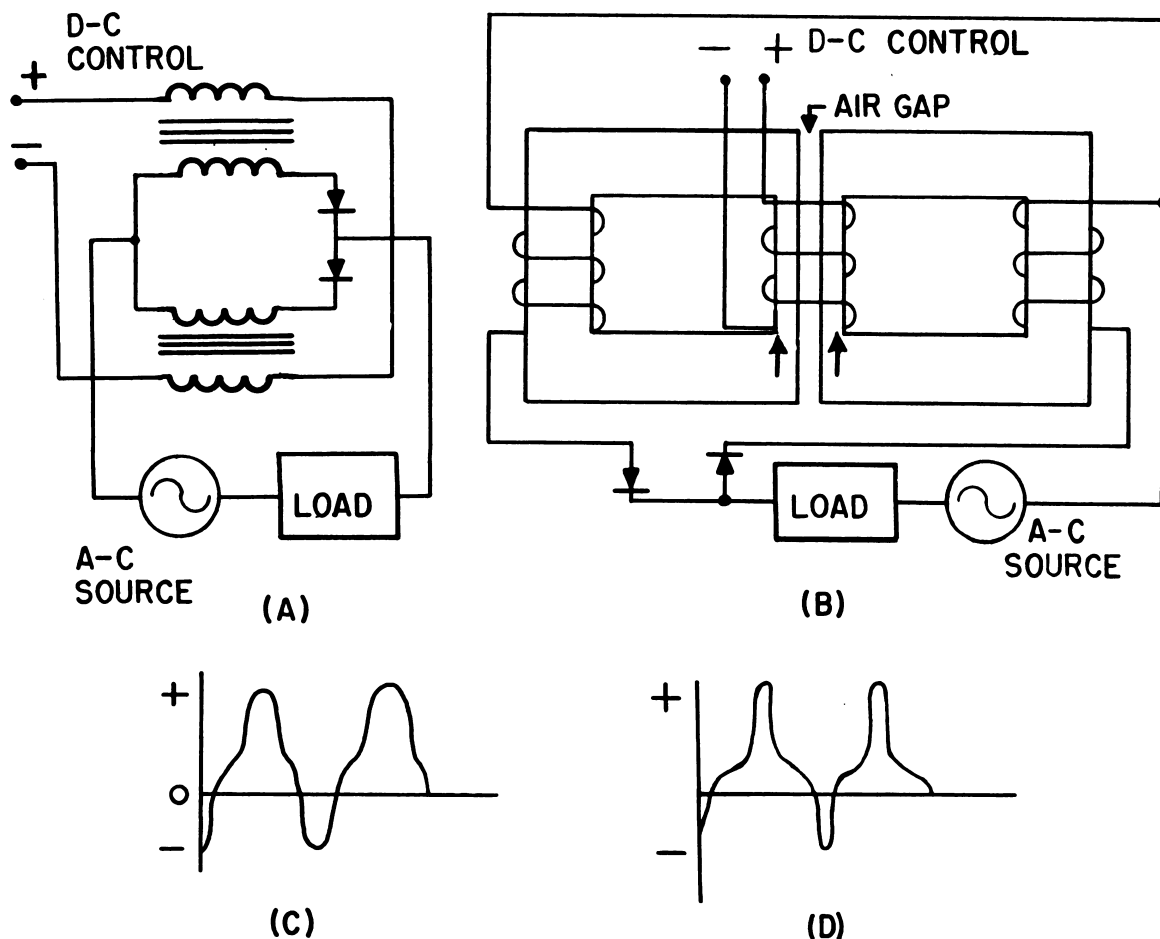 D-C
CONTROL
+
−
LOAD
A-C
SOURCE
(A)
− + D-C CONTROL
AIR GAP
LOAD
A-C
SOURCE
(B)
+
O
−
(C)
+
−
(D)